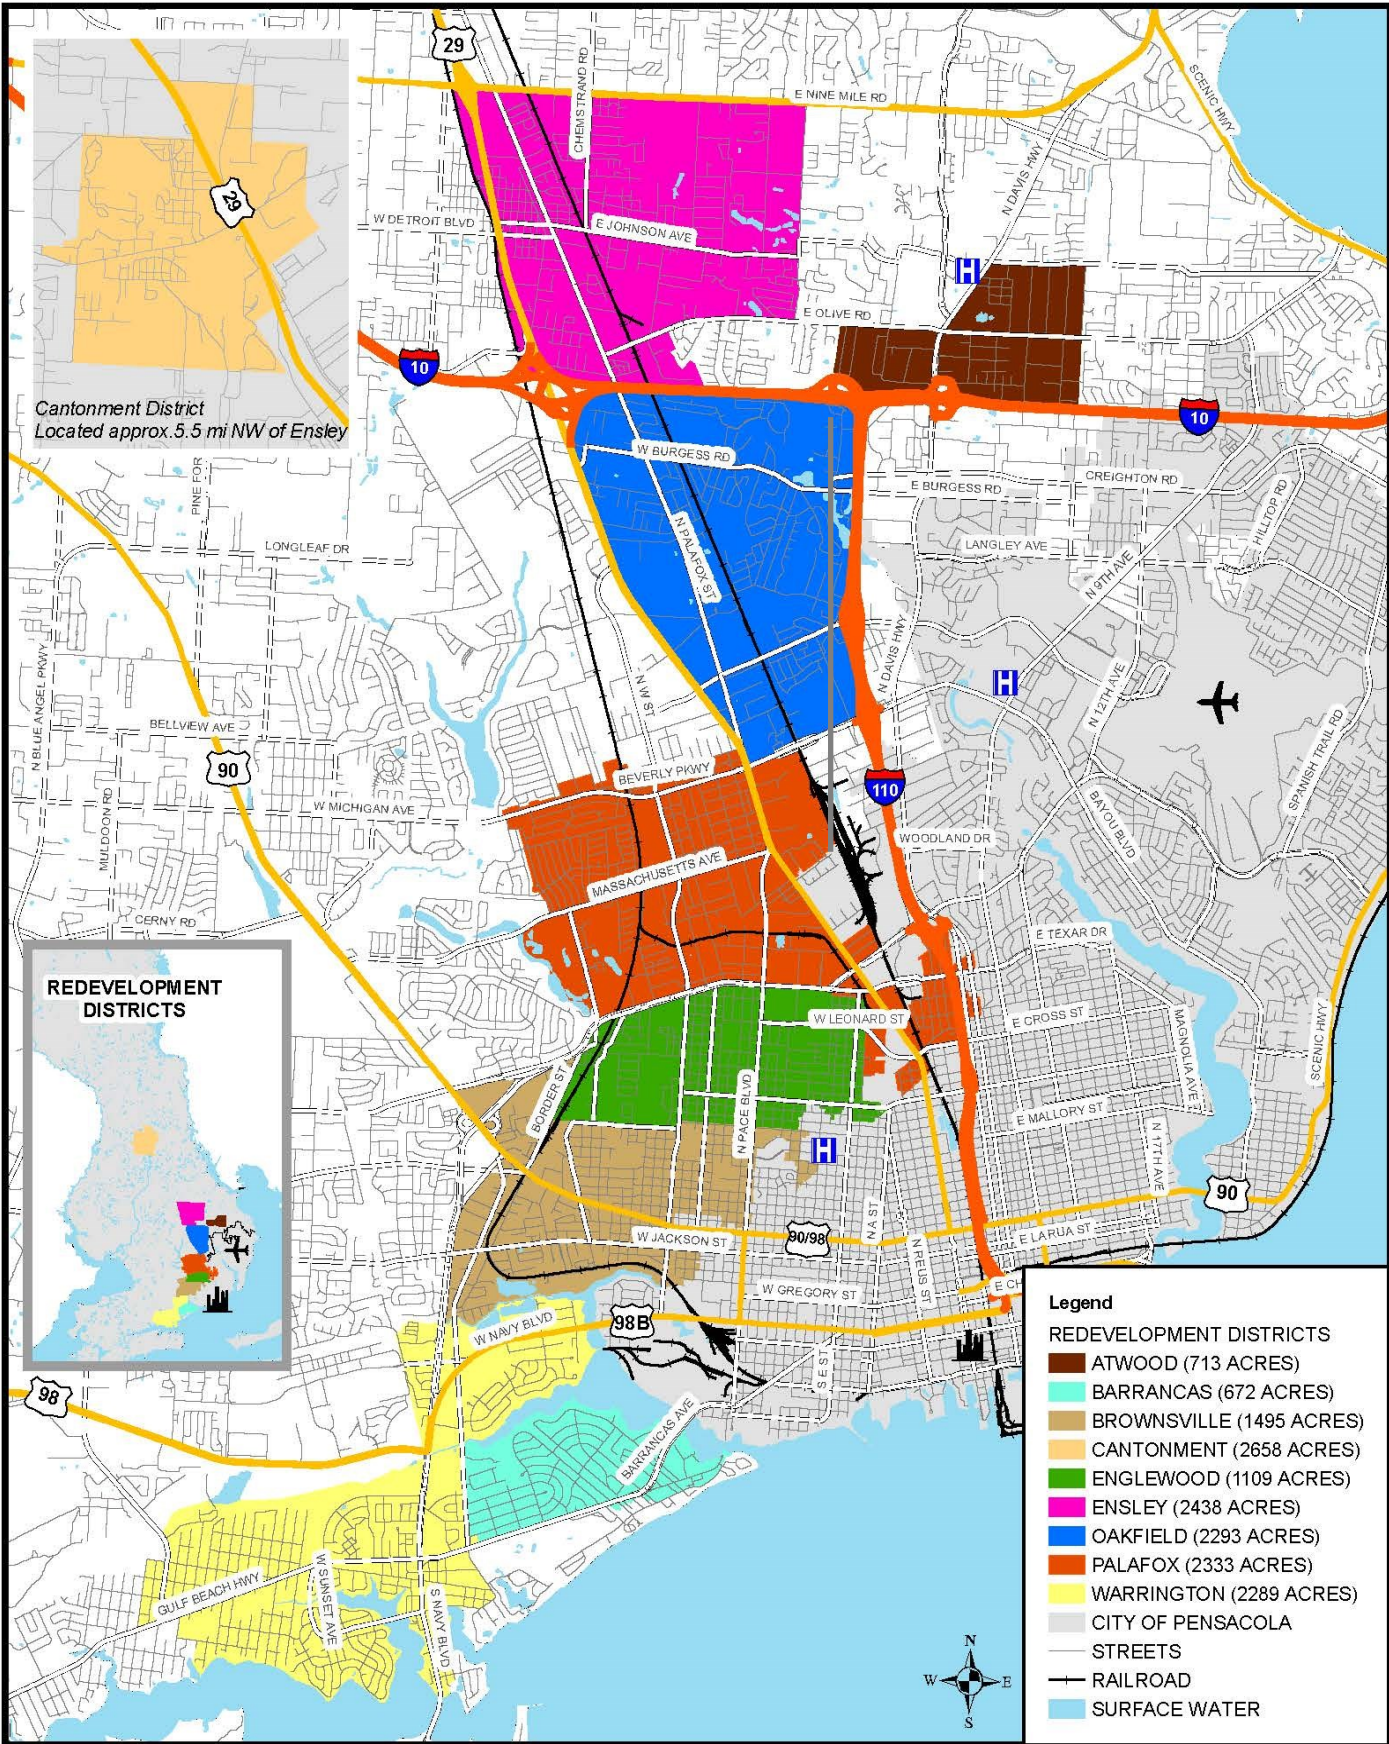 29
E NINE MILE RD
SCENIC HWY
CHEMSTRAND RD
N DAVIS HWY
29
W DETROIT BLVD
E JOHNSON AVE
H
E OLIVE RD
10
10
Cantonment District
Located approx.5.5 mi NW of Ensley
W BURGESS RD
E BURGESS RD
CREIGHTON RD
PINE FOR
HILLTOP RD
LONGLEAF DR
N PALAFOX ST
LANGLEY AVE
N 9TH AVE
N BLUE ANGEL PKWY
N W ST
N DAVIS HWY
H
N 12TH AVE
BELLVIEW AVE
90
BEVERLY PKWY
SPANISH TRAIL RD
110
W MICHIGAN AVE
MULDOON RD
BAYOU BLVD
WOODLAND DR
MASSACHUSETTS AVE
CERNY RD
E TEXAR DR
REDEVELOPMENT
DISTRICTS
W LEONARD ST
E CROSS ST
MAGNOLIA AVE
SCENIC HWY
BORDER ST
N PACE BLVD
E MALLORY ST
H
N 17TH AVE
90
N A ST
W JACKSON ST
90/98
N REUS ST
E LARUA ST
W GREGORY ST
E CH
W NAVY BLVD
98B
S E ST
98
BARRANCAS AVE
GULF BEACH HWY
W SUNSET AVE
S NAVY BLVD
N
W
E
S
Legend
REDEVELOPMENT DISTRICTS
ATWOOD (713 ACRES)
BARRANCAS (672 ACRES)
BROWNSVILLE (1495 ACRES)
CANTONMENT (2658 ACRES)
ENGLEWOOD (1109 ACRES)
ENSLEY (2438 ACRES)
OAKFIELD (2293 ACRES)
PALAFOX (2333 ACRES)
WARRINGTON (2289 ACRES)
CITY OF PENSACOLA
STREETS
RAILROAD
SURFACE WATER